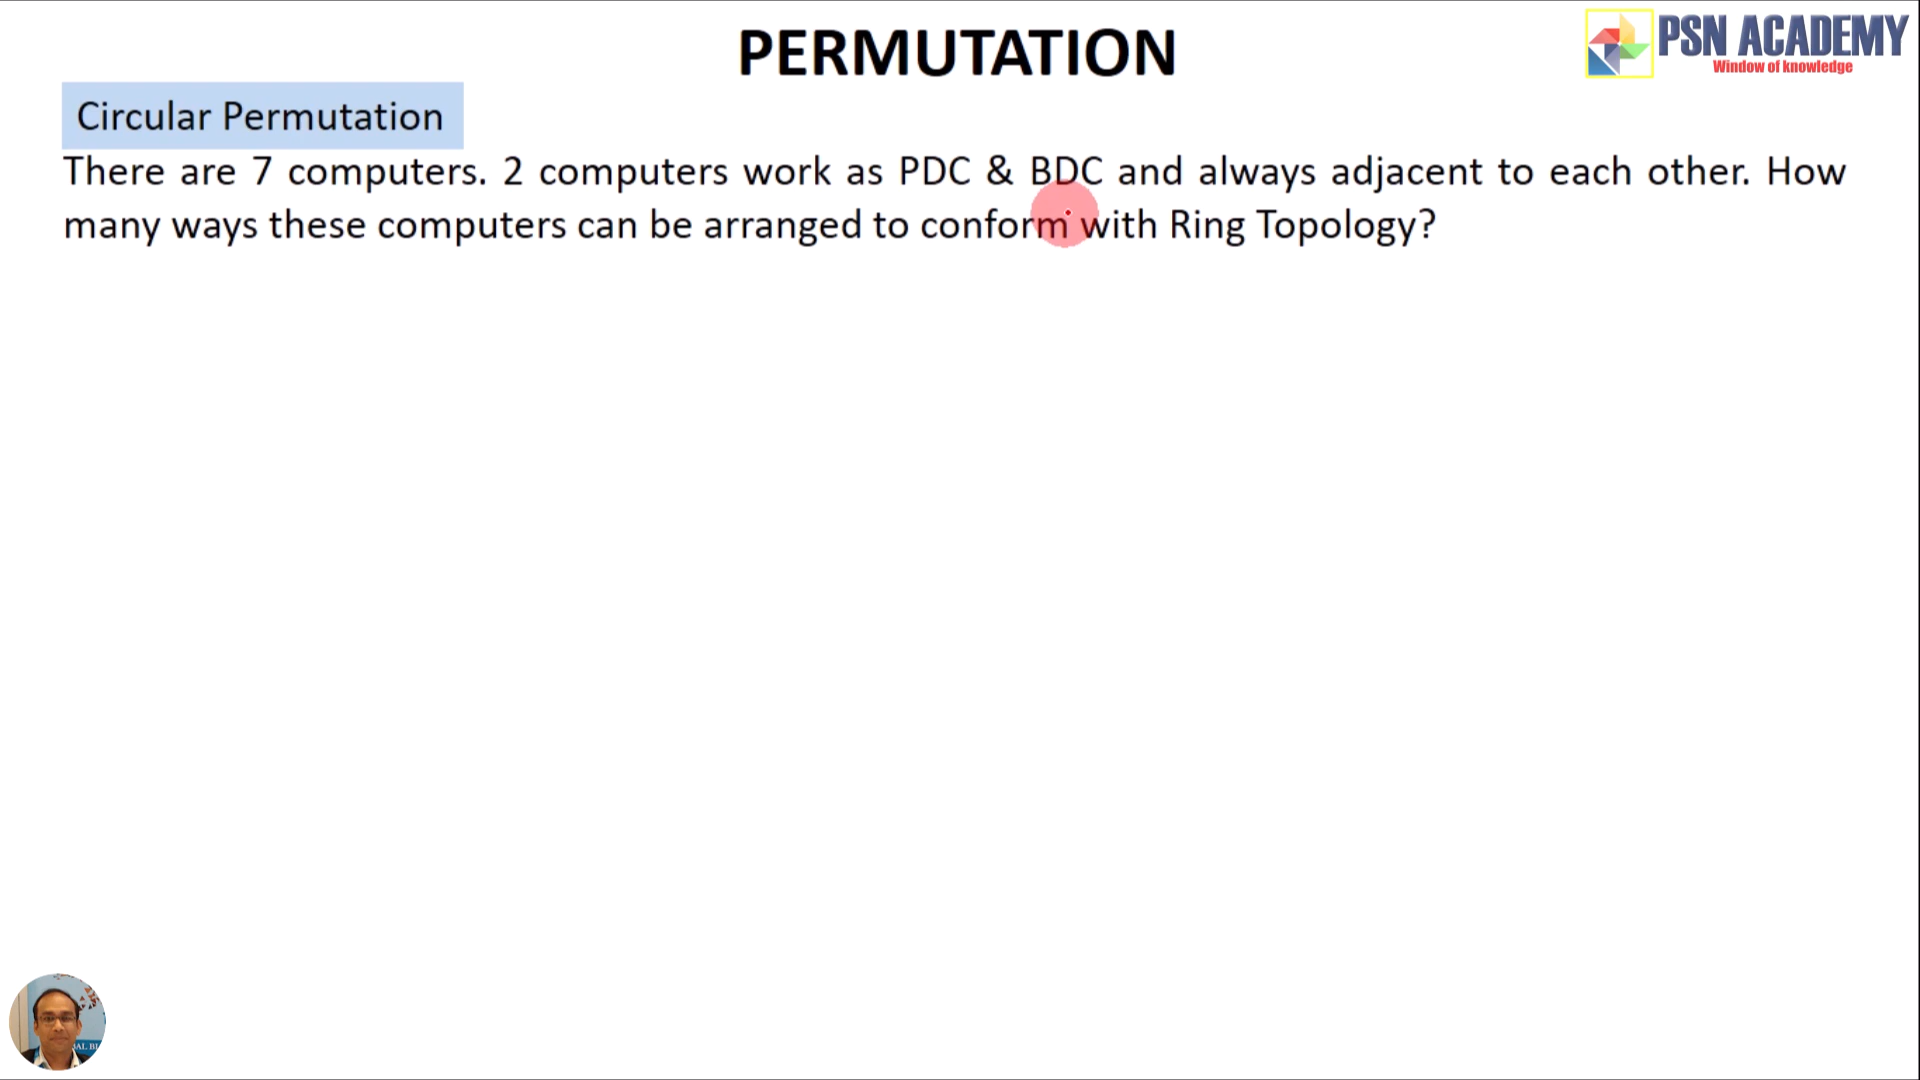 PERMUTATION
PSN ACADEMY
Window of knowledge
Circular Permutation
There are 7 computers. 2 computers work as PDC & BDC and always adjacent to each other. How
many ways these computers can be arranged to conform with Ring Topology?